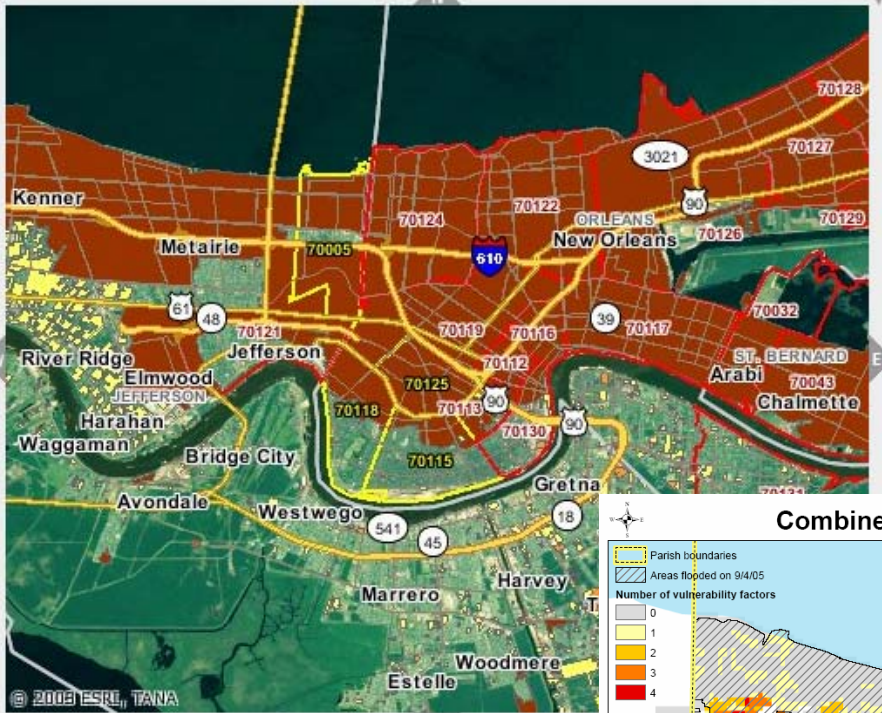 70128
3021
70127
Kenner
90
70124
70122
ORLEANS
70129
Metairie
70005
New Orleans
70126
610
61
48
70121
70119
70116
39
70117
70032
River Ridge
Jefferson
70112
ST. BERNARD
Elmwood
70125
Arabi
70043
JEFFERSON
70118
70113
90
Chalmette
Harahan
70130
90
Waggaman
Bridge City
70115
Gretna
Avondale
Westwego
541
45
18
Marrero
Harvey
Woodmere
Estelle
© 2003 ESRI, TANA
E
N
W
E
S
Combine
Parish boundaries
Areas flooded on 9/4/05
Number of vulnerability factors
0
1
2
3
4